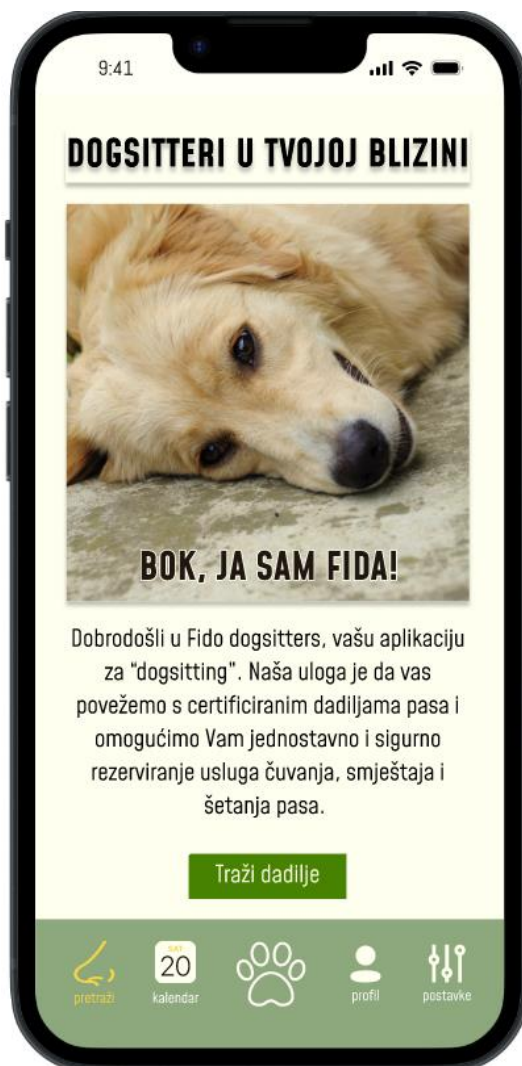 9:41
DOGSITTERI U TVOJOJ BLIZINI
BOK, JA SAM FIDA!
Dobrodošli u Fido dogsitters, vašu aplikaciju
za “dogsitting”. Naša uloga je da vas
povežemo s certificiranim dadiljama pasa i
omogućimo Vam jednostavno i sigurno
rezerviranje usluga čuvanja, smještaja i
šetanja pasa.
Traži dadilje
SAT
20
pretraži
kalendar
profil
postavke